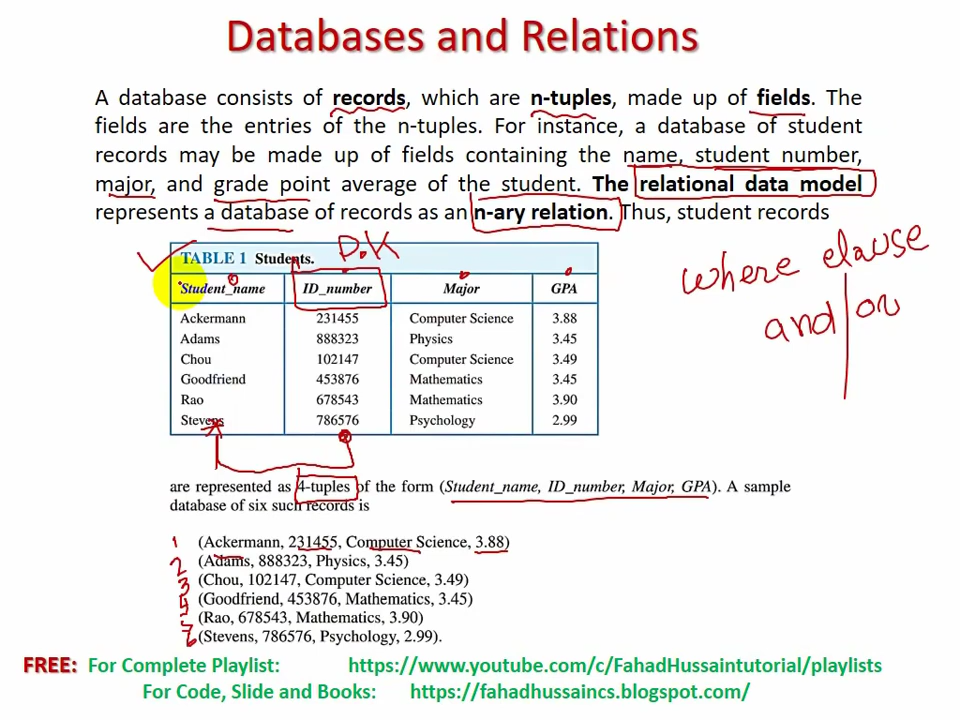 Databases and Relations
A database consists of records, which are n-tuples, made up of fields. The
fields are the entries of the n-tuples. For instance, a database of student
records may be made up of fields containing the name, student number,
major, and grade point average of the student. The relational data model
represents a database of records as an n-ary relation. Thus, student records
P.K
TABLE 1 Students.
Student_name ID_number Major GPA
Ackermann 231455 Computer Science 3.88
Adams 888323 Physics 3.45
Chou 102147 Computer Science 3.49
Goodfriend 453876 Mathematics 3.45
Rao 678543 Mathematics 3.90
Stevens 786576 Psychology 2.99
where clause
and or
are represented as 4-tuples of the form (Student_name, ID_number, Major, GPA). A sample
database of six such records is
1 (Ackermann, 231455, Computer Science, 3.88)
2 (Adams, 888323, Physics, 3.45)
3 (Chou, 102147, Computer Science, 3.49)
4 (Goodfriend, 453876, Mathematics, 3.45)
5 (Rao, 678543, Mathematics, 3.90)
6 (Stevens, 786576, Psychology, 2.99).
FREE: For Complete Playlist: https://www.youtube.com/c/FahadHussaintutorial/playlists
For Code, Slide and Books: https://fahadhussaincs.blogspot.com/